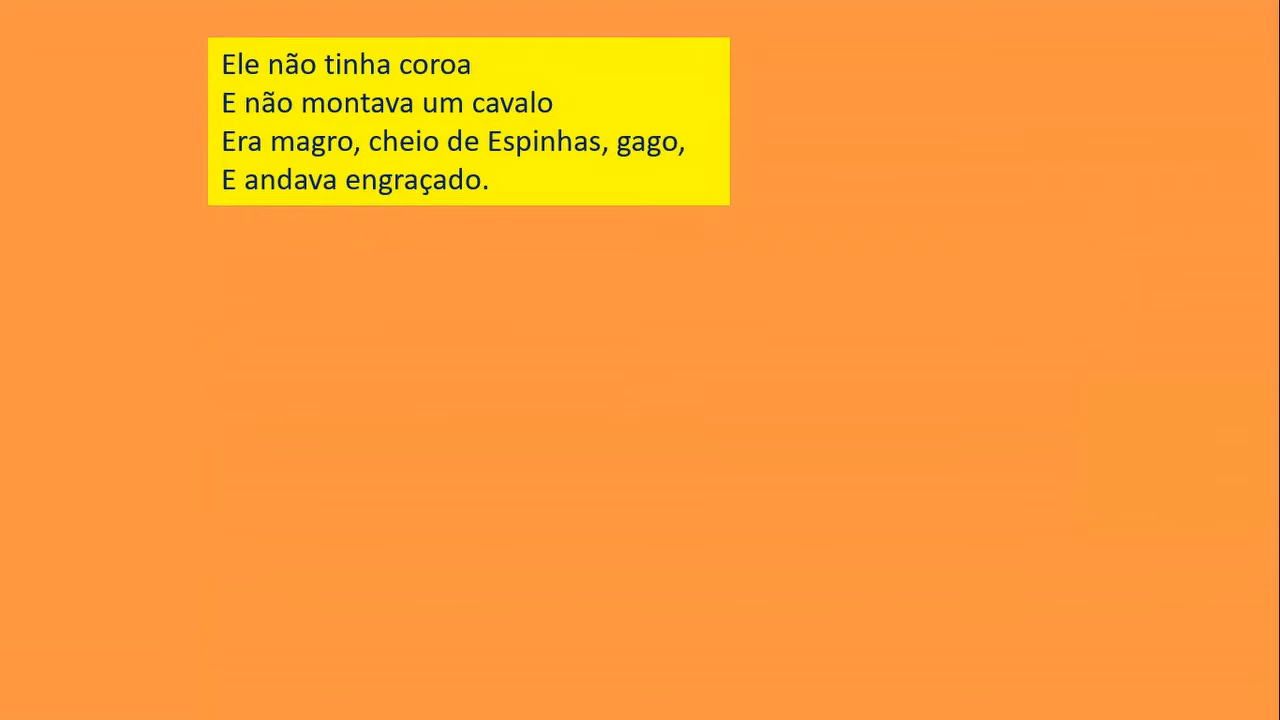 Ele não tinha coroa
E não montava um cavalo
Era magro, cheio de Espinhas, gago,
E andava engraçado.